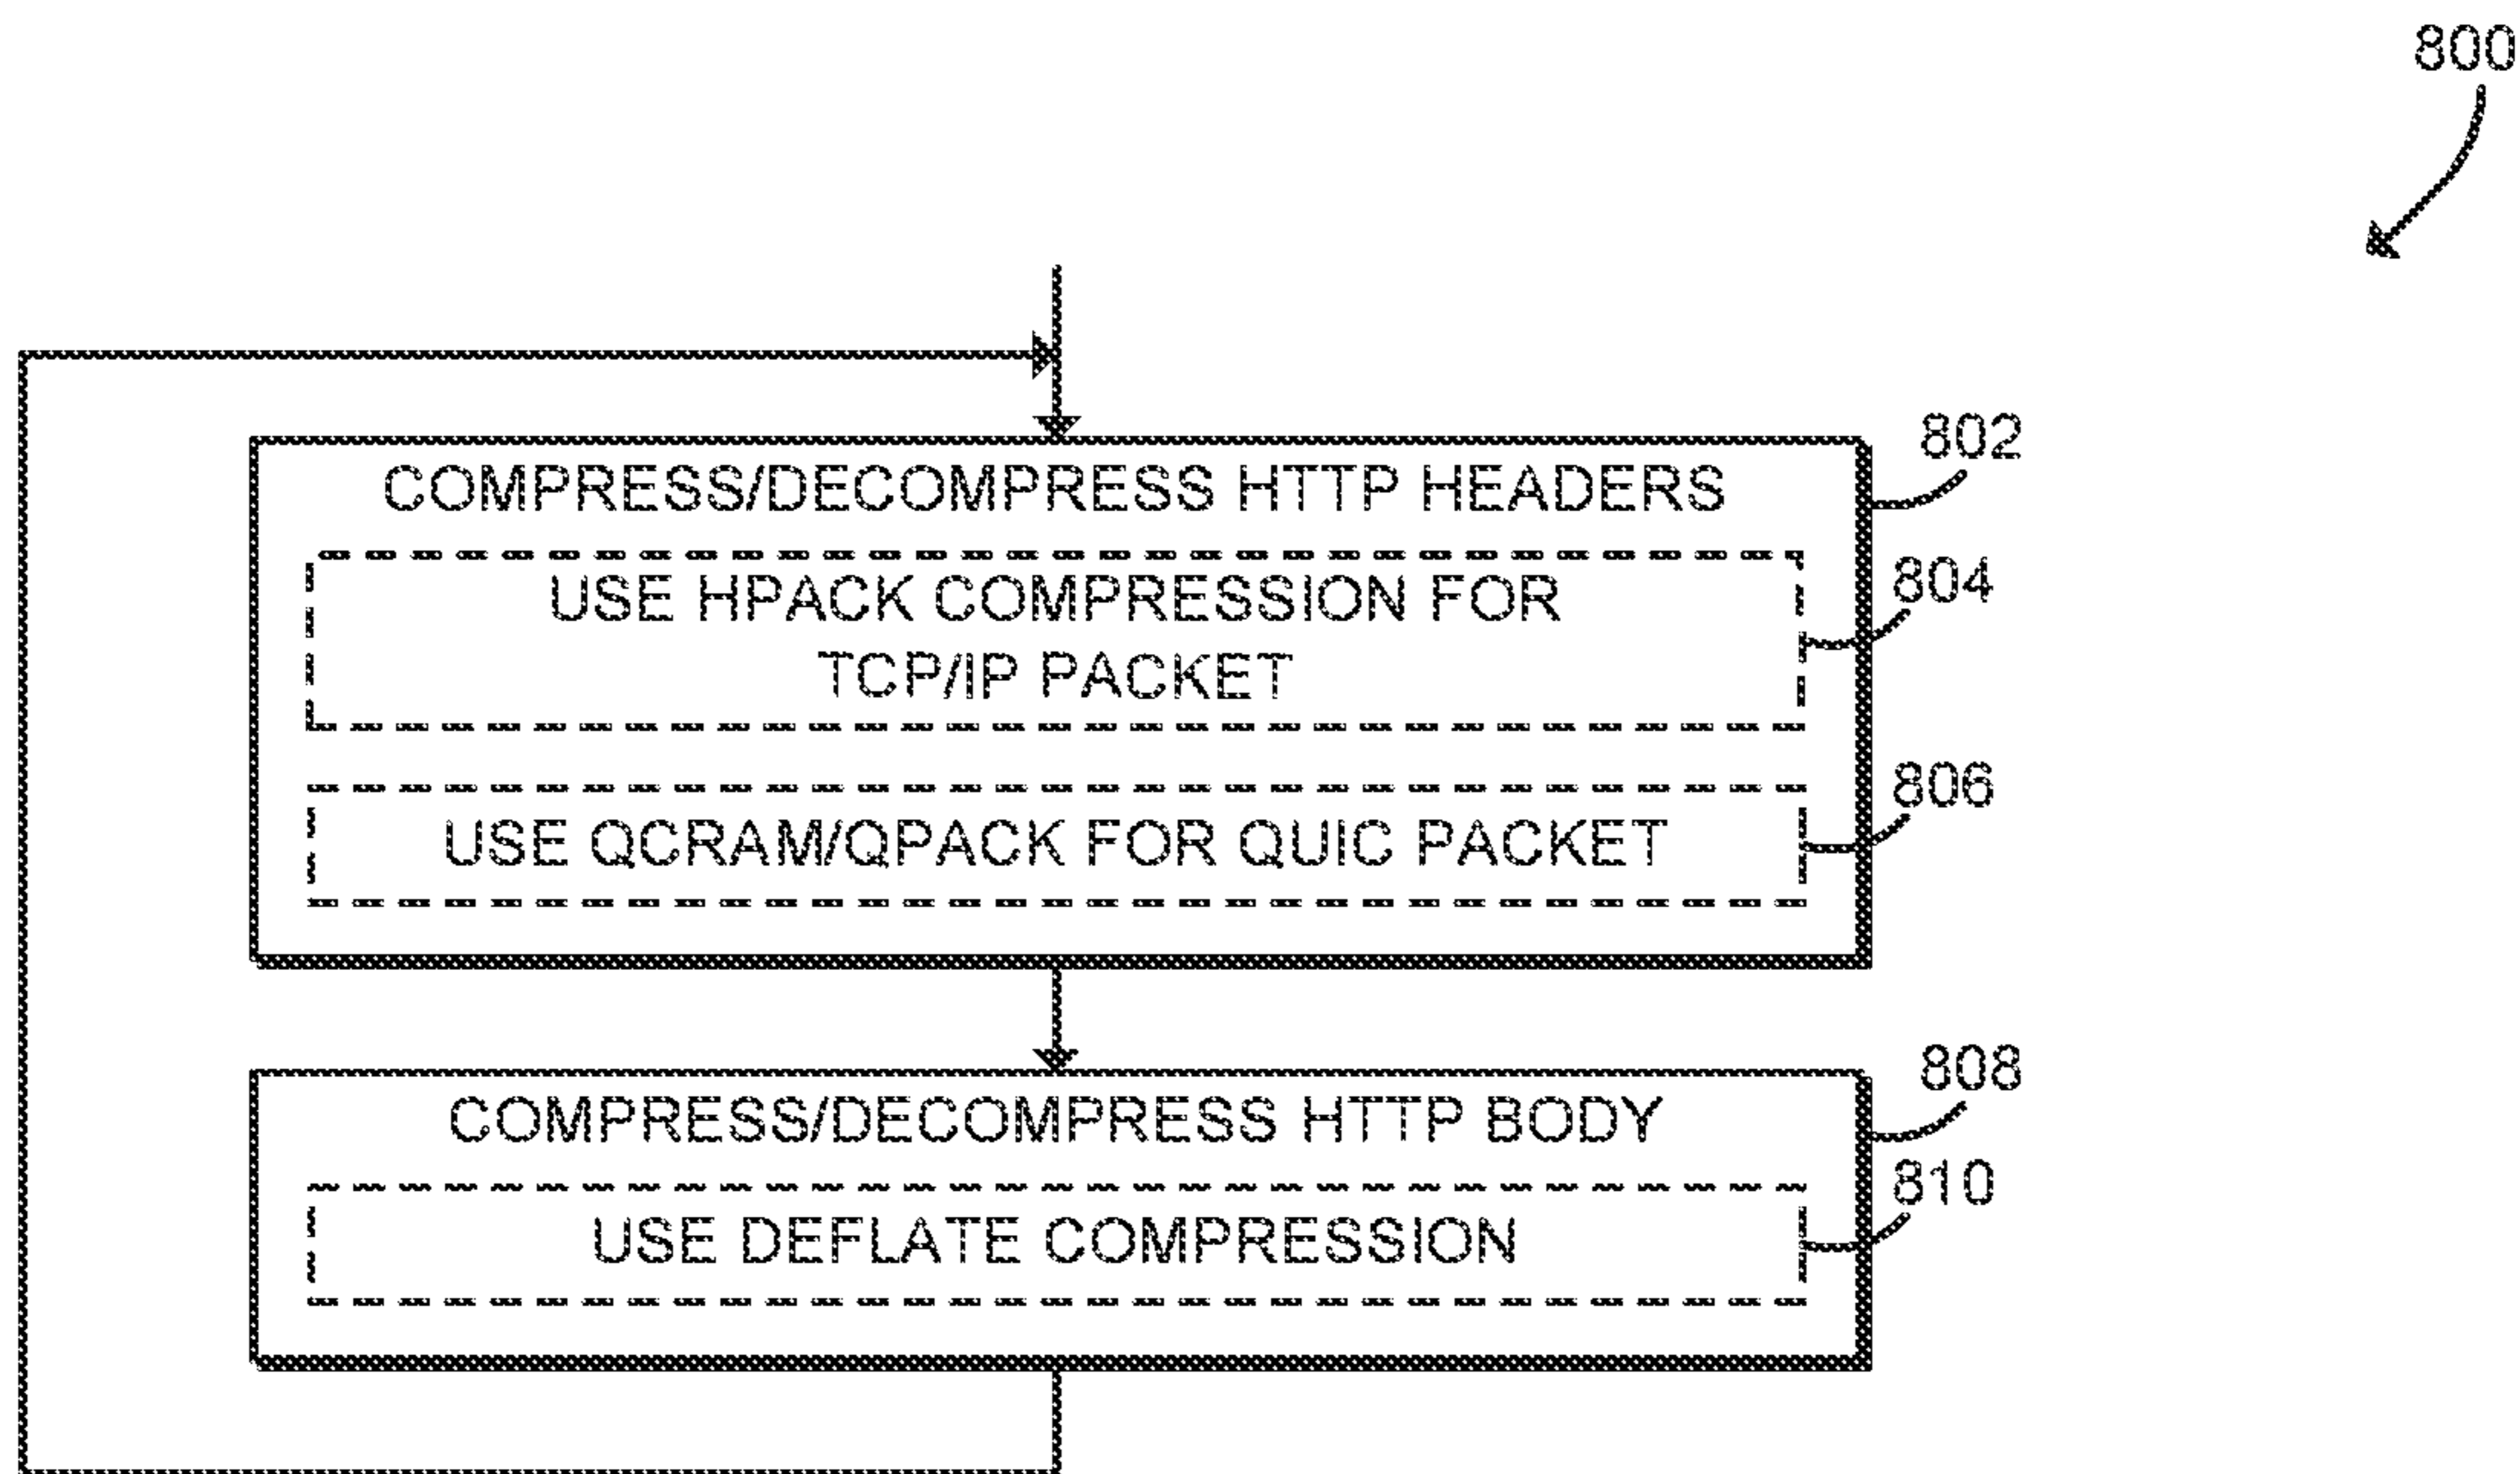 800
802
COMPRESS/DECOMPRESS HTTP HEADERS
804
USE HPACK COMPRESSION FOR
TCP/IP PACKET
806
USE QCRAM/QPACK FOR QUIC PACKET
808
COMPRESS/DECOMPRESS HTTP BODY
810
USE DEFLATE COMPRESSION